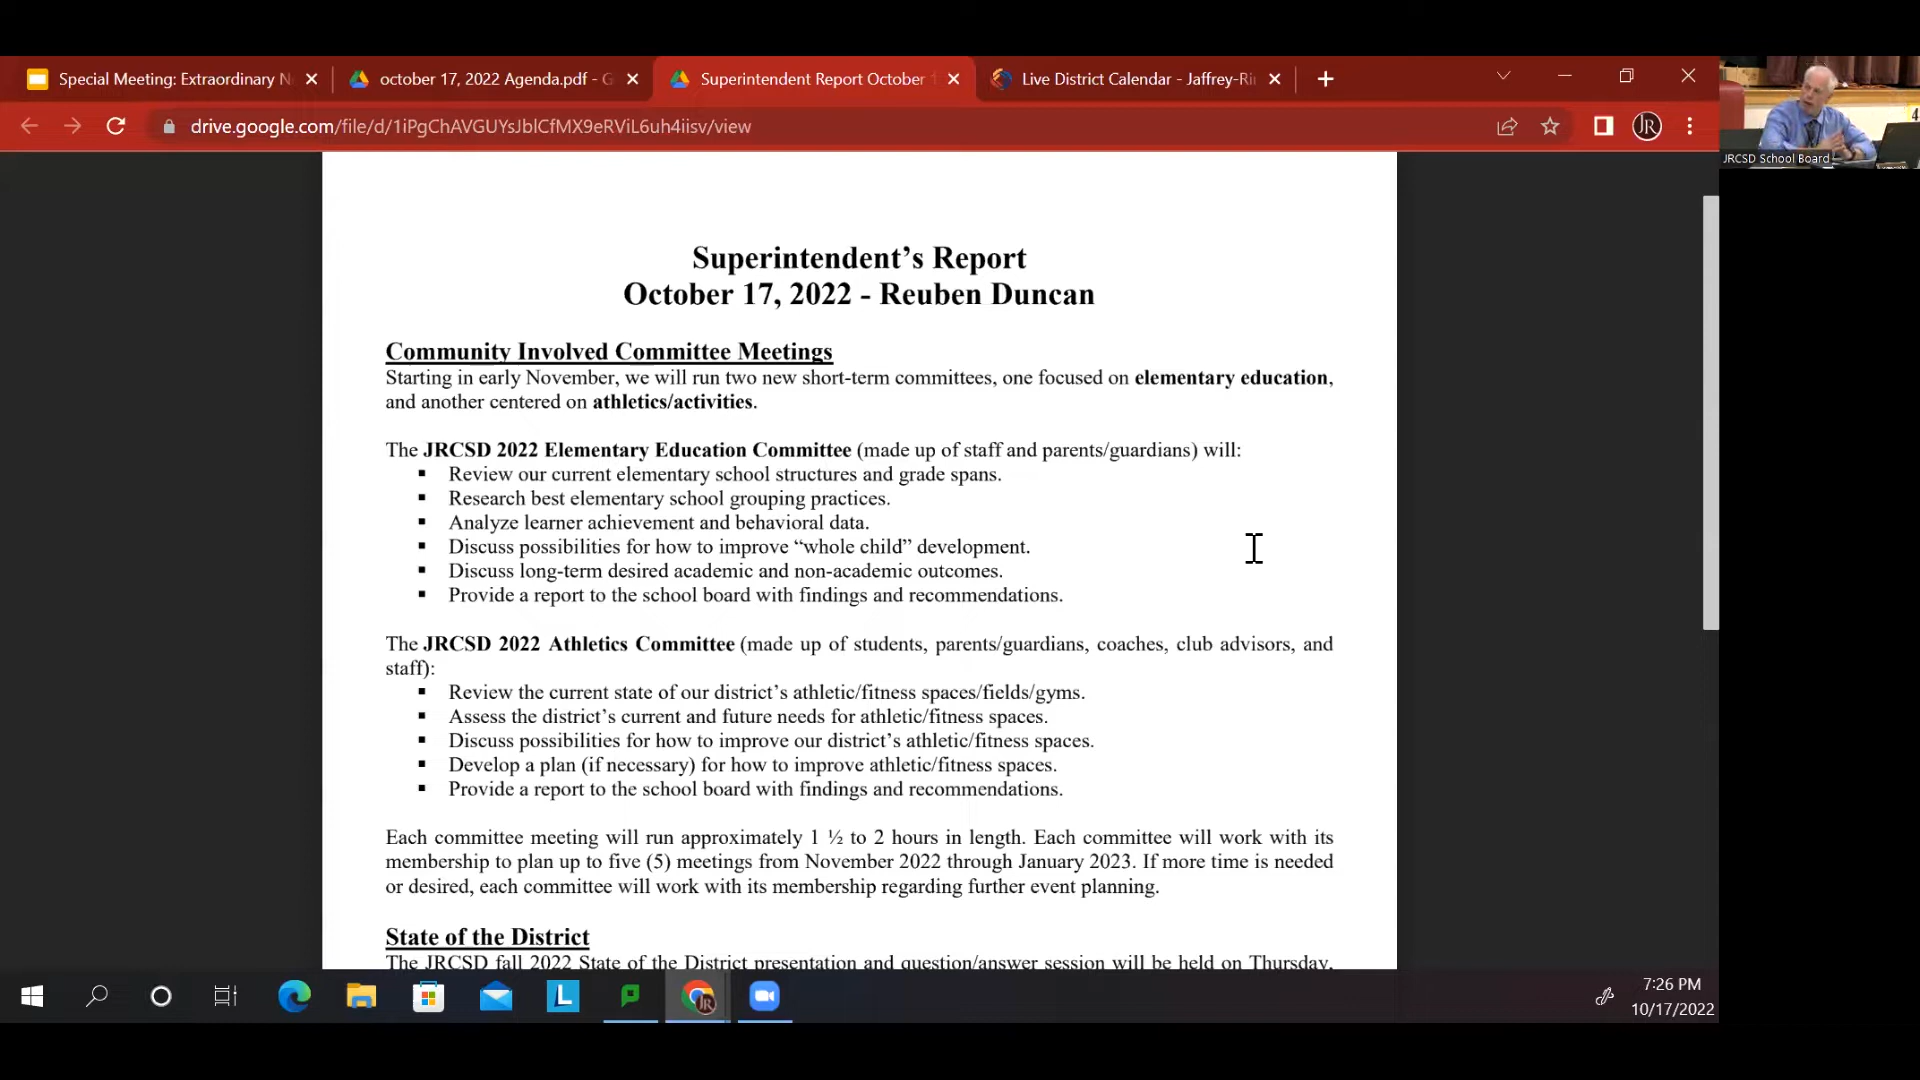 Special Meeting: Extraordinary N
october 17, 2022 Agenda.pdf - G
Superintendent Report October 1
Live District Calendar - Jaffrey-Rin
drive.google.com/file/d/1iPgChAVGUYsJblCfMX9eRViL6uh4iisv/view
JR
4
JRCSD School Board
Superintendent’s Report
October 17, 2022 - Reuben Duncan
Community Involved Committee Meetings
Starting in early November, we will run two new short-term committees, one focused on elementary education,
and another centered on athletics/activities.
The JRCSD 2022 Elementary Education Committee (made up of staff and parents/guardians) will:
▪ Review our current elementary school structures and grade spans.
▪ Research best elementary school grouping practices.
▪ Analyze learner achievement and behavioral data.
▪ Discuss possibilities for how to improve “whole child” development.
▪ Discuss long-term desired academic and non-academic outcomes.
▪ Provide a report to the school board with findings and recommendations.
The JRCSD 2022 Athletics Committee (made up of students, parents/guardians, coaches, club advisors, and
staff):
▪ Review the current state of our district’s athletic/fitness spaces/fields/gyms.
▪ Assess the district’s current and future needs for athletic/fitness spaces.
▪ Discuss possibilities for how to improve our district’s athletic/fitness spaces.
▪ Develop a plan (if necessary) for how to improve athletic/fitness spaces.
▪ Provide a report to the school board with findings and recommendations.
Each committee meeting will run approximately 1 ½ to 2 hours in length. Each committee will work with its
membership to plan up to five (5) meetings from November 2022 through January 2023. If more time is needed
or desired, each committee will work with its membership regarding further event planning.
State of the District
The JRCSD fall 2022 State of the District presentation and question/answer session will be held on Thursday,
L
JR
7:26 PM
10/17/2022